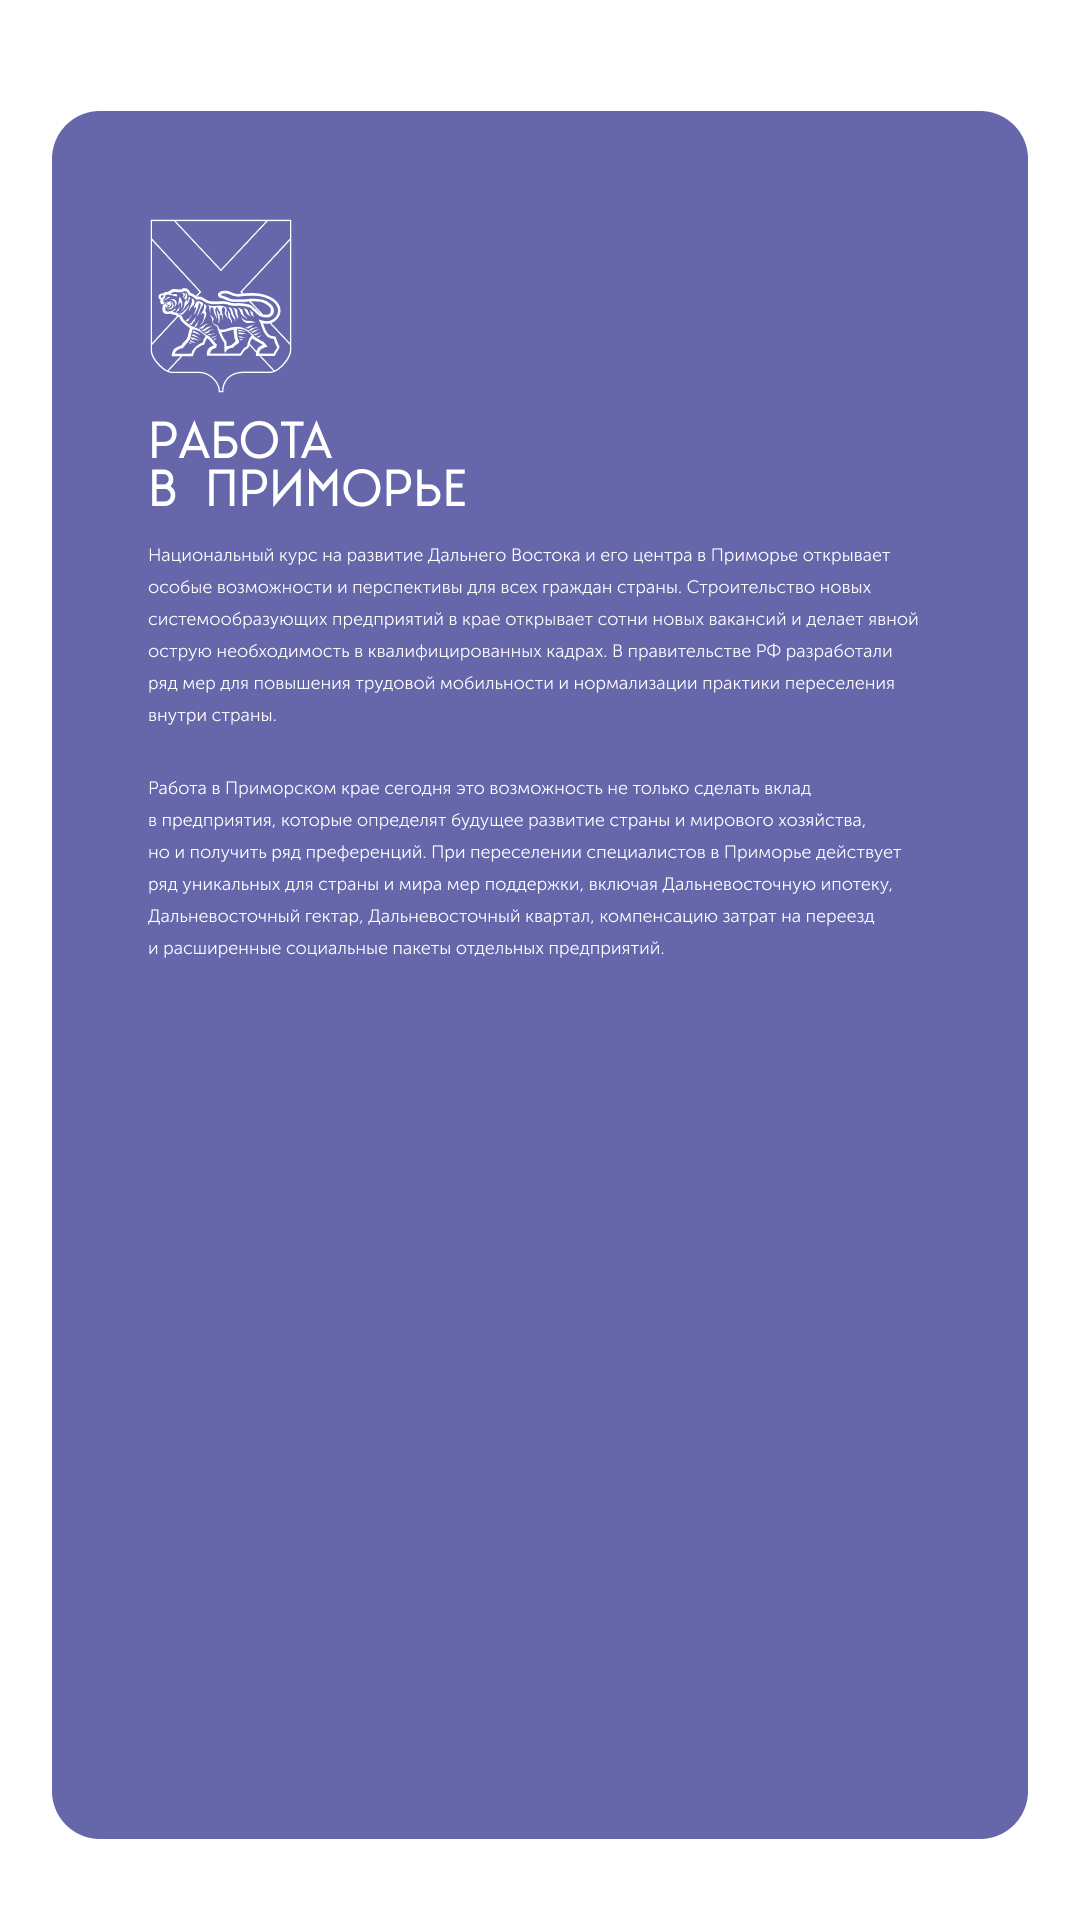 РАБОТА
В ПРИМОРЬЕ
Национальный курс на развитие Дальнего Востока и его центра в Приморье открывает
особые возможности и перспективы для всех граждан страны. Строительство новых
системообразующих предприятий в крае открывает сотни новых вакансий и делает явной
острую необходимость в квалифицированных кадрах. В правительстве РФ разработали
ряд мер для повышения трудовой мобильности и нормализации практики переселения
внутри страны.
Работа в Приморском крае сегодня это возможность не только сделать вклад
в предприятия, которые определят будущее развитие страны и мирового хозяйства,
но и получить ряд преференций. При переселении специалистов в Приморье действует
ряд уникальных для страны и мира мер поддержки, включая Дальневосточную ипотеку,
Дальневосточный гектар, Дальневосточный квартал, компенсацию затрат на переезд
и расширенные социальные пакеты отдельных предприятий.